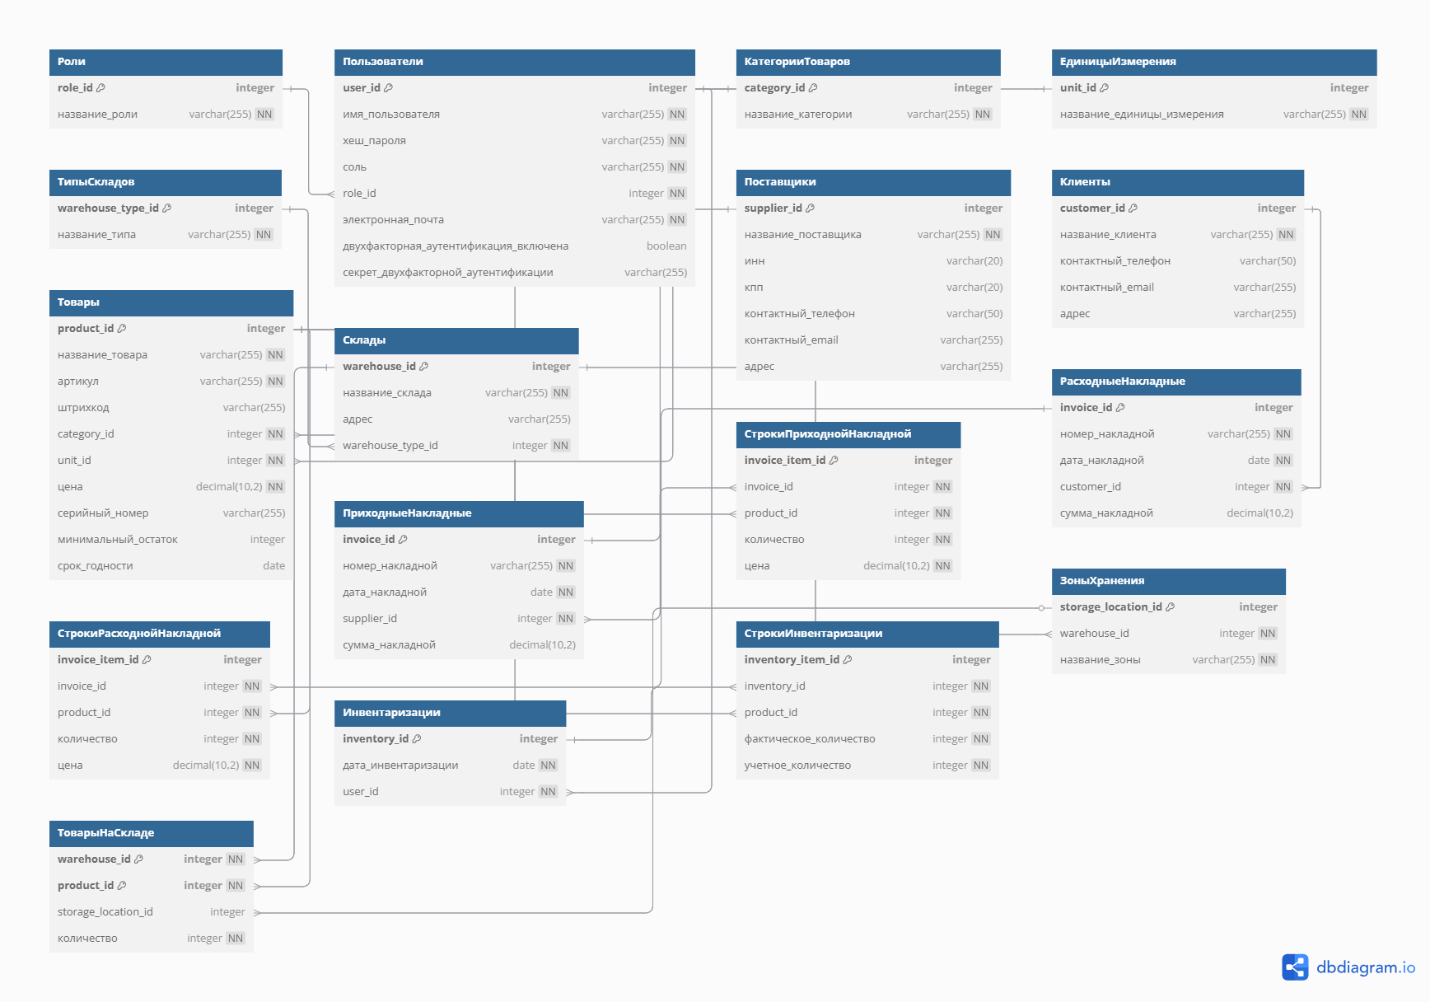 Роли
role_id integer
название_роли varchar(255) NN
Пользователи
user_id integer
имя_пользователя varchar(255) NN
хеш_пароля varchar(255) NN
соль varchar(255) NN
role_id integer NN
электронная_почта varchar(255) NN
двухфакторная_аутентификация_включена boolean
секрет_двухфакторной_аутентификации varchar(255)
КатегорииТоваров
category_id integer
название_категории varchar(255) NN
ЕдиницыИзмерения
unit_id integer
название_единицы_измерения varchar(255) NN
ТипыСкладов
warehouse_type_id integer
название_типа varchar(255) NN
Поставщики
supplier_id integer
название_поставщика varchar(255) NN
инн varchar(20)
кпп varchar(20)
контактный_телефон varchar(50)
контактный_email varchar(255)
адрес varchar(255)
Клиенты
customer_id integer
название_клиента varchar(255) NN
контактный_телефон varchar(50)
контактный_email varchar(255)
адрес varchar(255)
Товары
product_id integer
название_товара varchar(255) NN
артикул varchar(255) NN
штрихкод varchar(255)
category_id integer NN
unit_id integer NN
цена decimal(10,2) NN
серийный_номер varchar(255)
минимальный_остаток integer
срок_годности date
Склады
warehouse_id integer
название_склада varchar(255) NN
адрес varchar(255)
warehouse_type_id integer NN
РасходныеНакладные
invoice_id integer
номер_накладной varchar(255) NN
дата_накладной date NN
customer_id integer NN
сумма_накладной decimal(10,2)
СтрокиПриходнойНакладной
invoice_item_id integer
invoice_id integer NN
product_id integer NN
количество integer NN
цена decimal(10,2) NN
ПриходныеНакладные
invoice_id integer
номер_накладной varchar(255) NN
дата_накладной date NN
supplier_id integer NN
сумма_накладной decimal(10,2)
ЗоныХранения
storage_location_id integer
warehouse_id integer NN
название_зоны varchar(255) NN
СтрокиРасходнойНакладной
invoice_item_id integer
invoice_id integer NN
product_id integer NN
количество integer NN
цена decimal(10,2) NN
СтрокиИнвентаризации
inventory_item_id integer
inventory_id integer NN
product_id integer NN
фактическое_количество integer NN
учетное_количество integer NN
Инвентаризации
inventory_id integer
дата_инвентаризации date NN
user_id integer NN
ТоварыНаСкладе
warehouse_id integer NN
product_id integer NN
storage_location_id integer
количество integer NN
dbdiagram.io